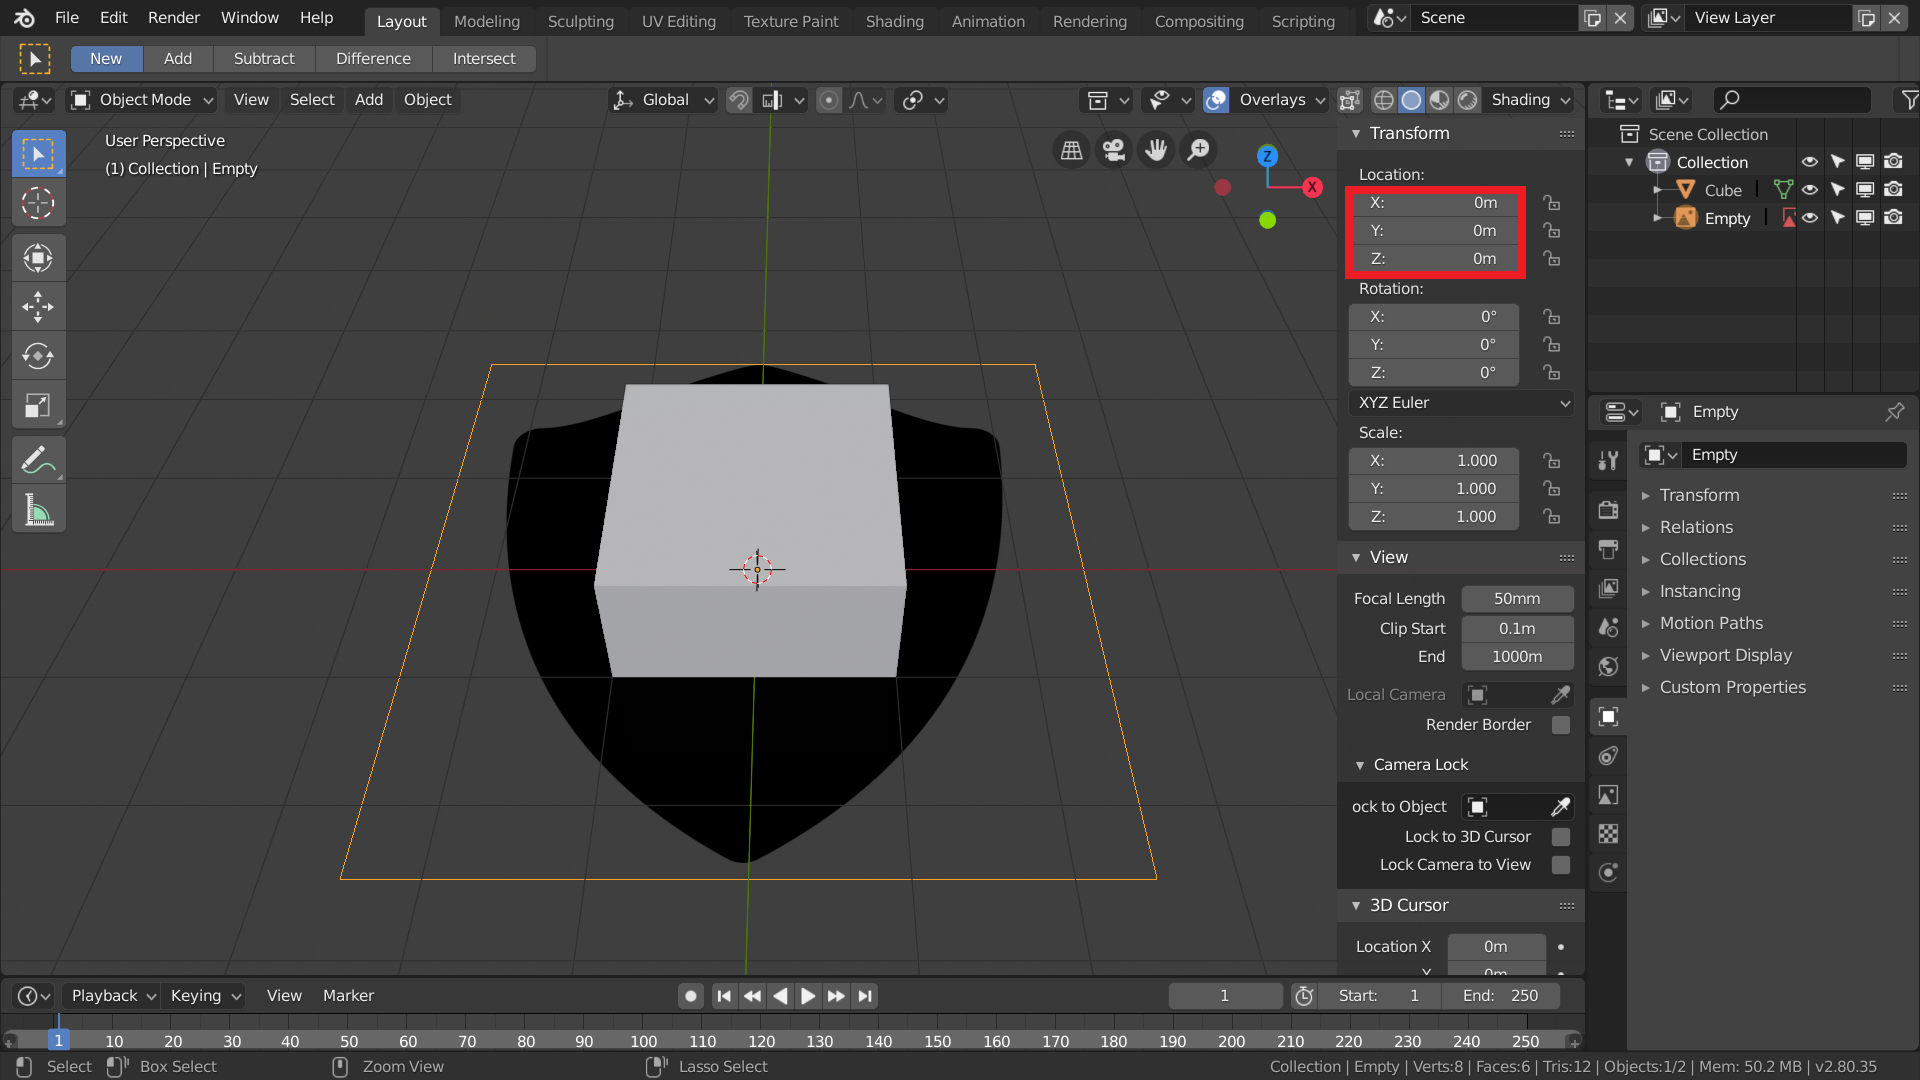 File Edit Render Window Help Layout Modeling Sculpting UV Editing Texture Paint Shading Animation Rendering Compositing Scripting Scene View Layer
New Add Subtract Difference Intersect
Object Mode View Select Add Object Global Overlays Shading
User Perspective
(1) Collection | Empty
Z
X
Transform
Location:
X: 0m
Y: 0m
Z: 0m
Rotation:
X: 0°
Y: 0°
Z: 0°
XYZ Euler
Scale:
X: 1.000
Y: 1.000
Z: 1.000
View
Focal Length 50mm
Clip Start 0.1m
End 1000m
Local Camera
Render Border
Camera Lock
ock to Object
Lock to 3D Cursor
Lock Camera to View
3D Cursor
Location X 0m
Y 0m
Scene Collection
Collection
Cube
Empty
Empty
Empty
Transform
Relations
Collections
Instancing
Motion Paths
Viewport Display
Custom Properties
Playback Keying View Marker 1 Start: 1 End: 250
1 10 20 30 40 50 60 70 80 90 100 110 120 130 140 150 160 170 180 190 200 210 220 230 240 250
Select Box Select Zoom View Lasso Select Collection | Empty | Verts:8 | Faces:6 | Tris:12 | Objects:1/2 | Mem: 50.2 MB | v2.80.35